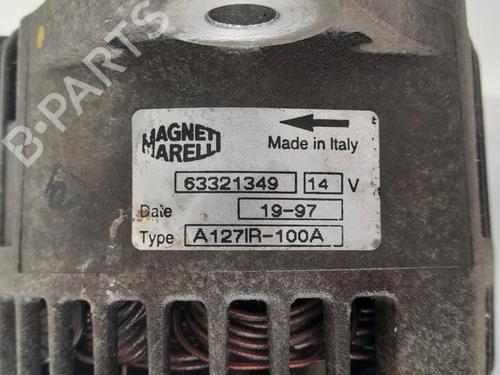 B-PARTS
MAGNETI
MARELLI
Made in Italy
63321349 14 V
Date 19-97
Type A127IR-100A